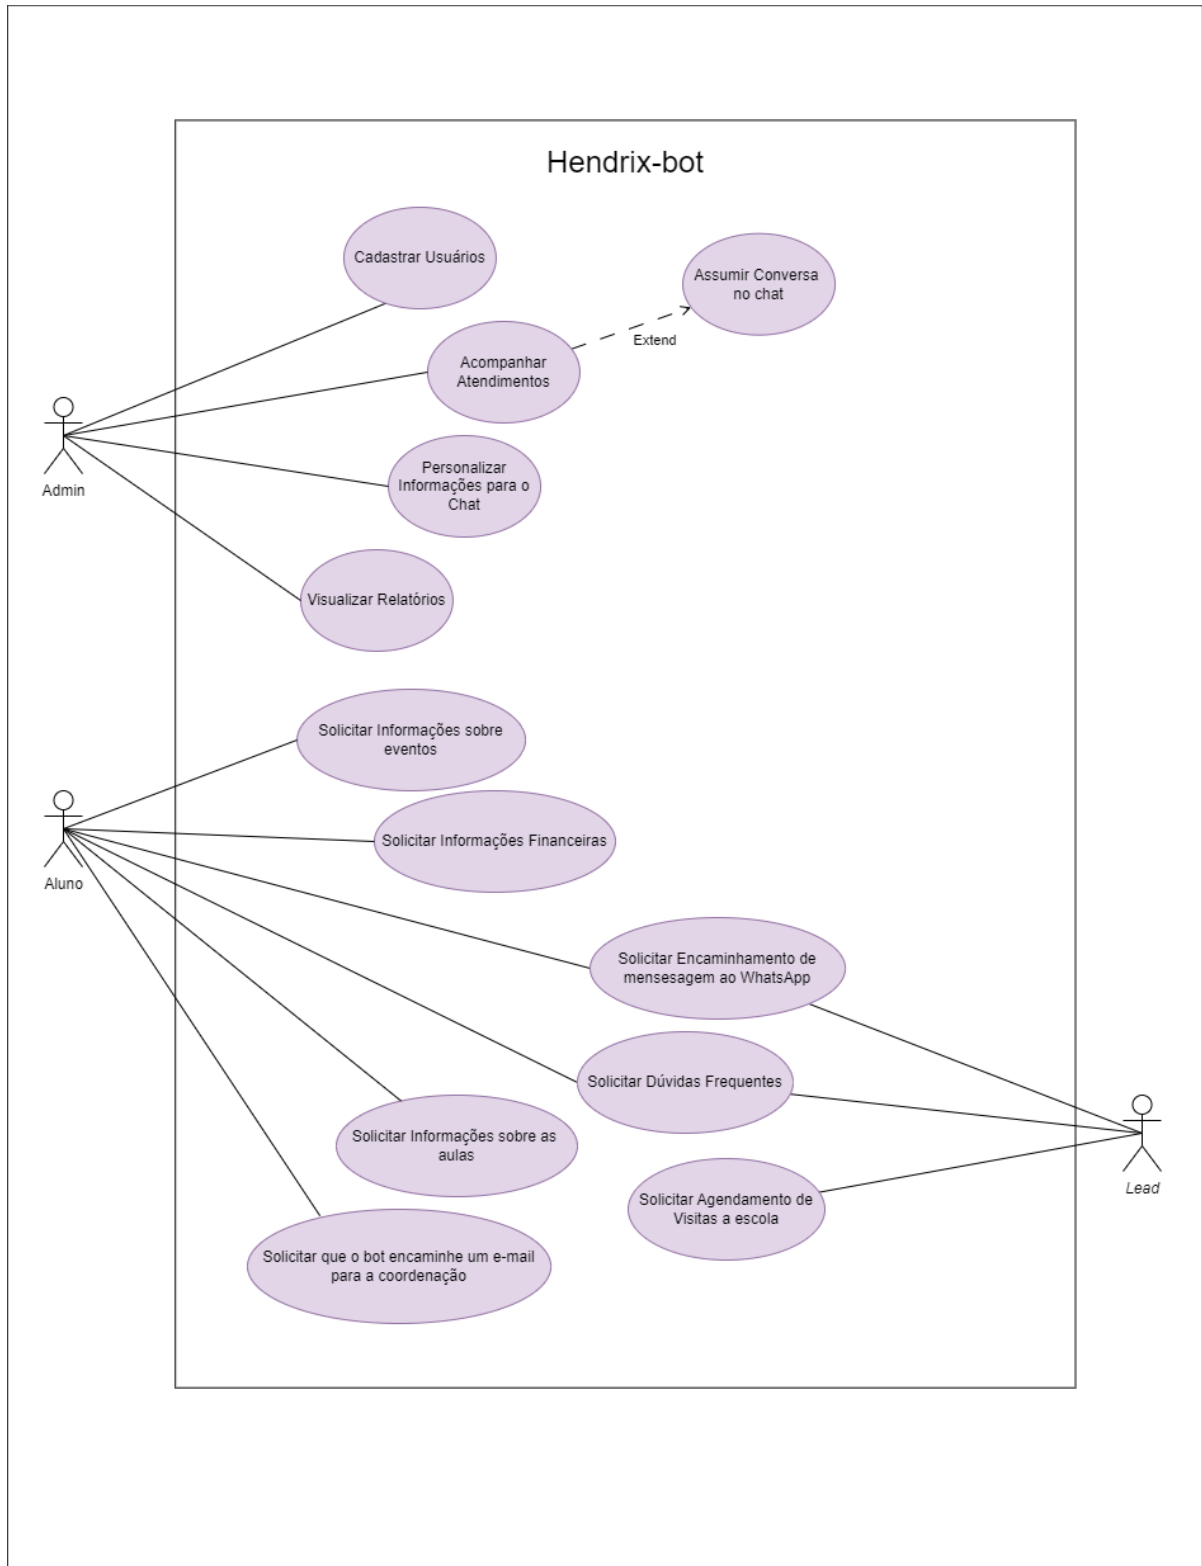 Hendrix-bot
Cadastrar Usuários
Assumir Conversa
no chat
Extend
Acompanhar
Atendimentos
Admin
Personalizar
Informações para o
Chat
Visualizar Relatórios
Solicitar Informações sobre
eventos
Aluno
Solicitar Informações Financeiras
Solicitar Encaminhamento de
mensesagem ao WhatsApp
Solicitar Dúvidas Frequentes
Solicitar Informações sobre as
aulas
Lead
Solicitar Agendamento de
Visitas a escola
Solicitar que o bot encaminhe um e-mail
para a coordenação